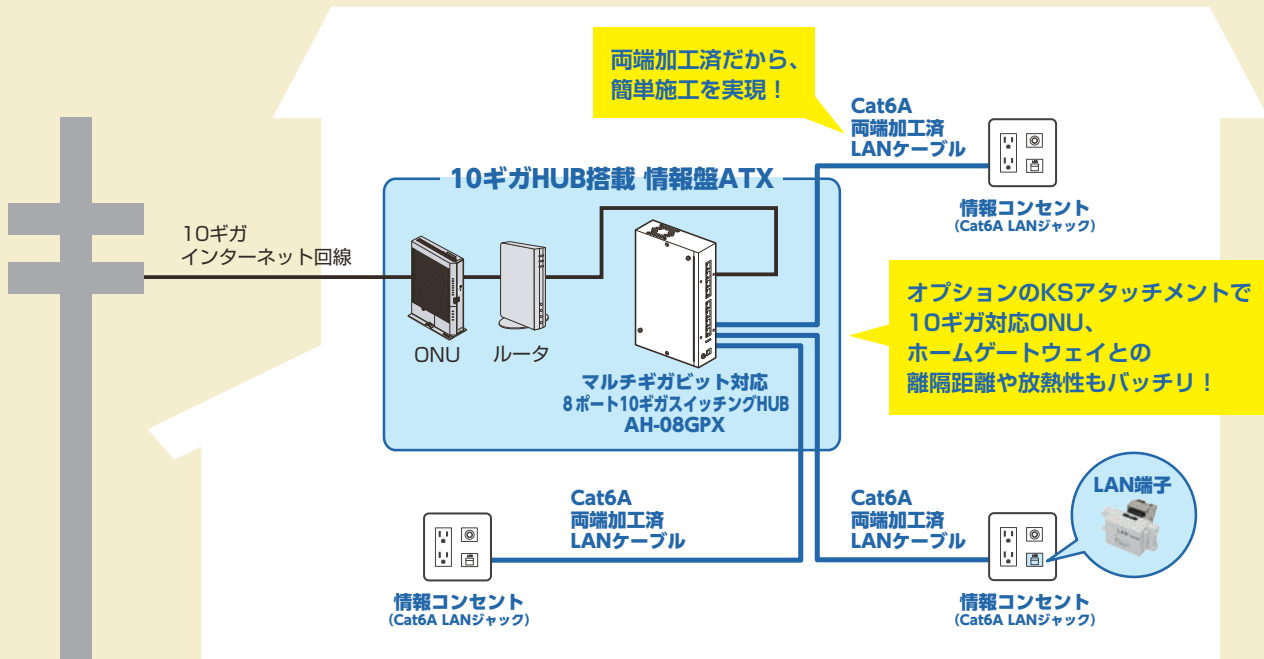 両端加工済だから、
簡単施工を実現！
Cat6A
両端加工済
LANケーブル
情報コンセント
(Cat6A LANジャック)
10ギガHUB搭載 情報盤ATX
10ギガ
インターネット回線
ONU
ルータ
マルチギガビット対応
8ポート10ギガスイッチングHUB
AH-08GPX
オプションのKSアタッチメントで
10ギガ対応ONU、
ホームゲートウェイとの
離隔距離や放熱性もバッチリ！
Cat6A
両端加工済
LANケーブル
情報コンセント
(Cat6A LANジャック)
Cat6A
両端加工済
LANケーブル
LAN端子
情報コンセント
(Cat6A LANジャック)